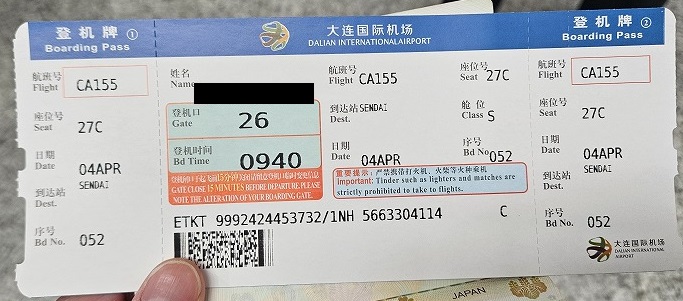 登机牌 ①
Boarding Pass
航班号
Flight CA155
座位号
Seat 27C
日期
Date 04APR
到达站 SENDAI
Dest.
序号
Bd No. 052
大连国际机场
DALIAN INTERNATIONAL AIRPORT
姓名
Name
登机口
Gate 26
登机时间
Bd Time 0940
GATE CLOSE 15 MINUTES BEFORE DEPARTURE. PLEASE
NOTE THE ALTERATION OF YOUR BOARDING GATE.
航班号
Flight CA155
座位号
Seat 27C
到达站 SENDAI
Dest.
舱 位
Class S
日期
Date 04APR
序号
Bd No 052
重要提示：严禁携带打火机、火柴等火种乘机
Important: Tinder such as lighters and matches are
strictly prohibited to take to flights.
ETKT 9992424453732/1NH 5663304114 C
登机牌 ②
Boarding Pass
航班号
Flight CA155
座位号
Seat 27C
日期
Date 04APR
到达站 SENDAI
Dest.
序号
Bd No. 052
大连国际机场
DALIAN INTERNATIONAL
AIRPORT
JAPAN